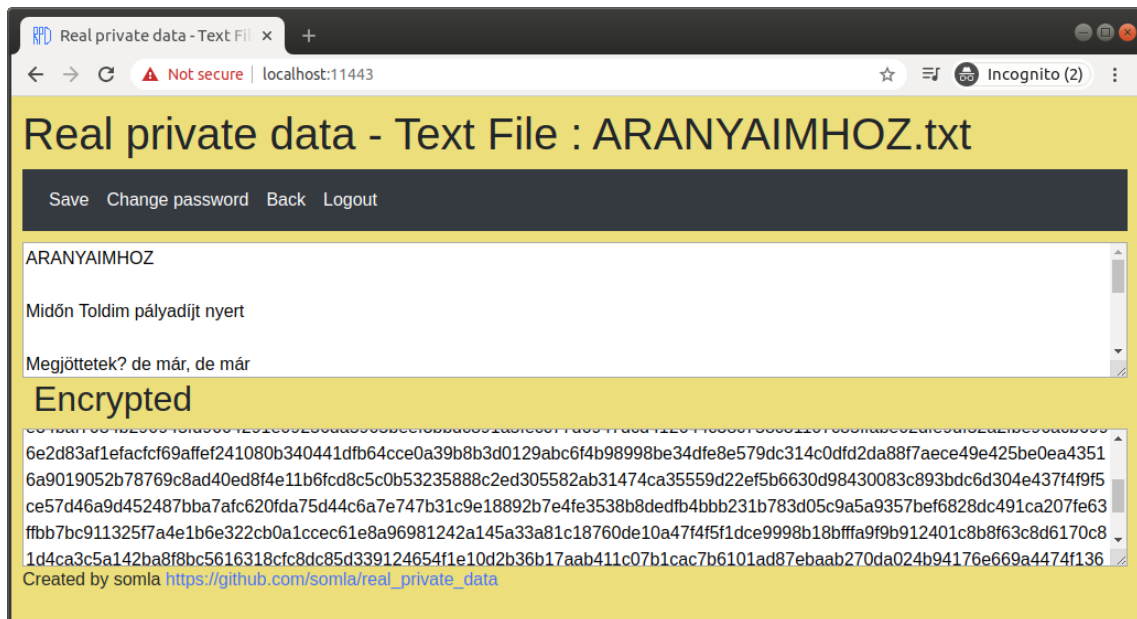 RPD Real private data - Text Fil
Not secure | localhost:11443
Incognito (2)
Real private data - Text File : ARANYAIMHOZ.txt
Save Change password Back Logout
ARANYAIMHOZ
Midőn Toldim pályadíjt nyert
Megjöttetek? de már, de már
Encrypted
6e2d83af1efacfcf69affef241080b340441dfb64cce0a39b8b3d0129abc6f4b98998be34dfe8e579dc314c0dfd2da88f7aece49e425be0ea4351
6a9019052b78769c8ad40ed8f4e11b6fcd8c5c0b53235888c2ed305582ab31474ca35559d22ef5b6630d98430083c893bdc6d304e437f4f9f5
ce57d46a9d452487bba7afc620fda75d44c6a7e747b31c9e18892b7e4fe3538b8dedfb4bbb231b783d05c9a5a9357bef6828dc491ca207fe63
ffbb7bc911325f7a4e1b6e322cb0a1ccec61e8a96981242a145a33a81c18760de10a47f4f5f1dce9998b18bfffa9f9b912401c8b8f63c8d6170c8
1d4ca3c5a142ba8f8bc5616318cfc8dc85d339124654f1e10d2b36b17aab411c07b1cac7b6101ad87ebaab270da024b94176e669a4474f136
Created by somla https://github.com/somla/real_private_data